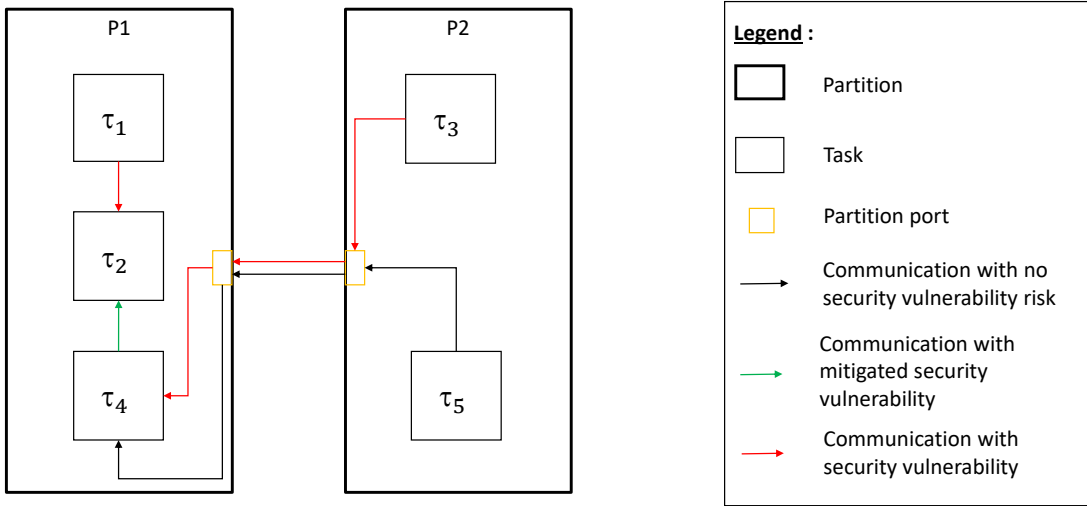 P1
P2
τ1
τ2
τ3
τ4
τ5
Legend :
Partition
Task
Partition port
Communication with no
security vulnerability risk
Communication with
mitigated security
vulnerability
Communication with
security vulnerability